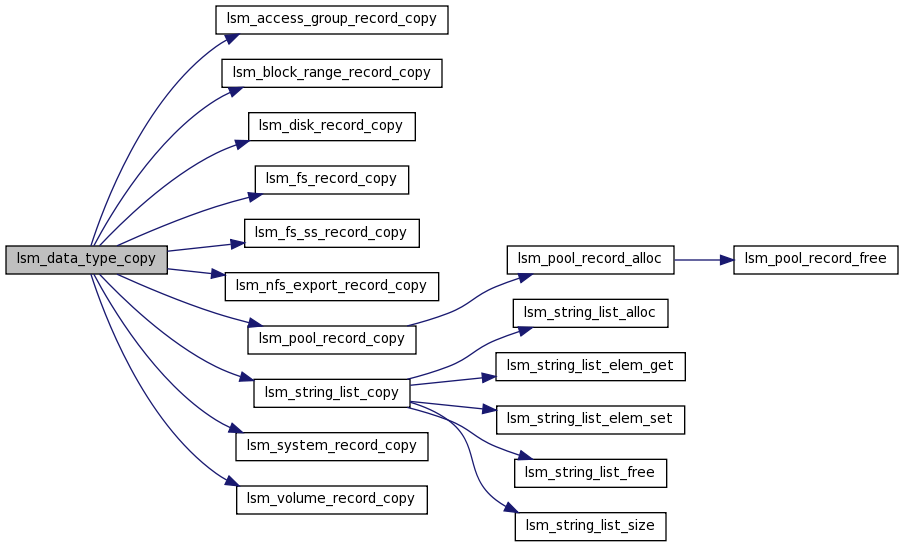 lsm_data_type_copy
lsm_access_group_record_copy
lsm_block_range_record_copy
lsm_disk_record_copy
lsm_fs_record_copy
lsm_fs_ss_record_copy
lsm_nfs_export_record_copy
lsm_pool_record_copy
lsm_string_list_copy
lsm_system_record_copy
lsm_volume_record_copy
lsm_pool_record_alloc
lsm_string_list_alloc
lsm_string_list_elem_get
lsm_string_list_elem_set
lsm_string_list_free
lsm_string_list_size
lsm_pool_record_free